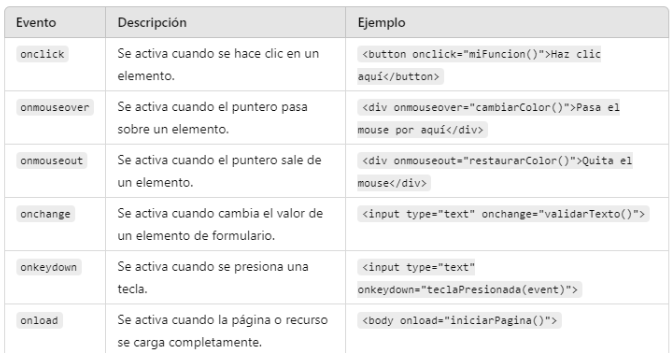 Evento Descripción Ejemplo
onclick Se activa cuando se hace clic en un <button onclick="miFuncion()">Haz clic
elemento. aquí</button>
onmouseover Se activa cuando el puntero pasa <div onmouseover="cambiarColor()">Pasa el
sobre un elemento. mouse por aquí</div>
onmouseout Se activa cuando el puntero sale de <div onmouseout="restaurarColor()">Quita el
un elemento. mouse</div>
onchange Se activa cuando cambia el valor de <input type="text" onchange="validarTexto()">
un elemento de formulario.
onkeydown Se activa cuando se presiona una <input type="text"
tecla. onkeydown="teclaPresionada(event)">
onload Se activa cuando la página o recurso <body onload="iniciarPagina()">
se carga completamente.